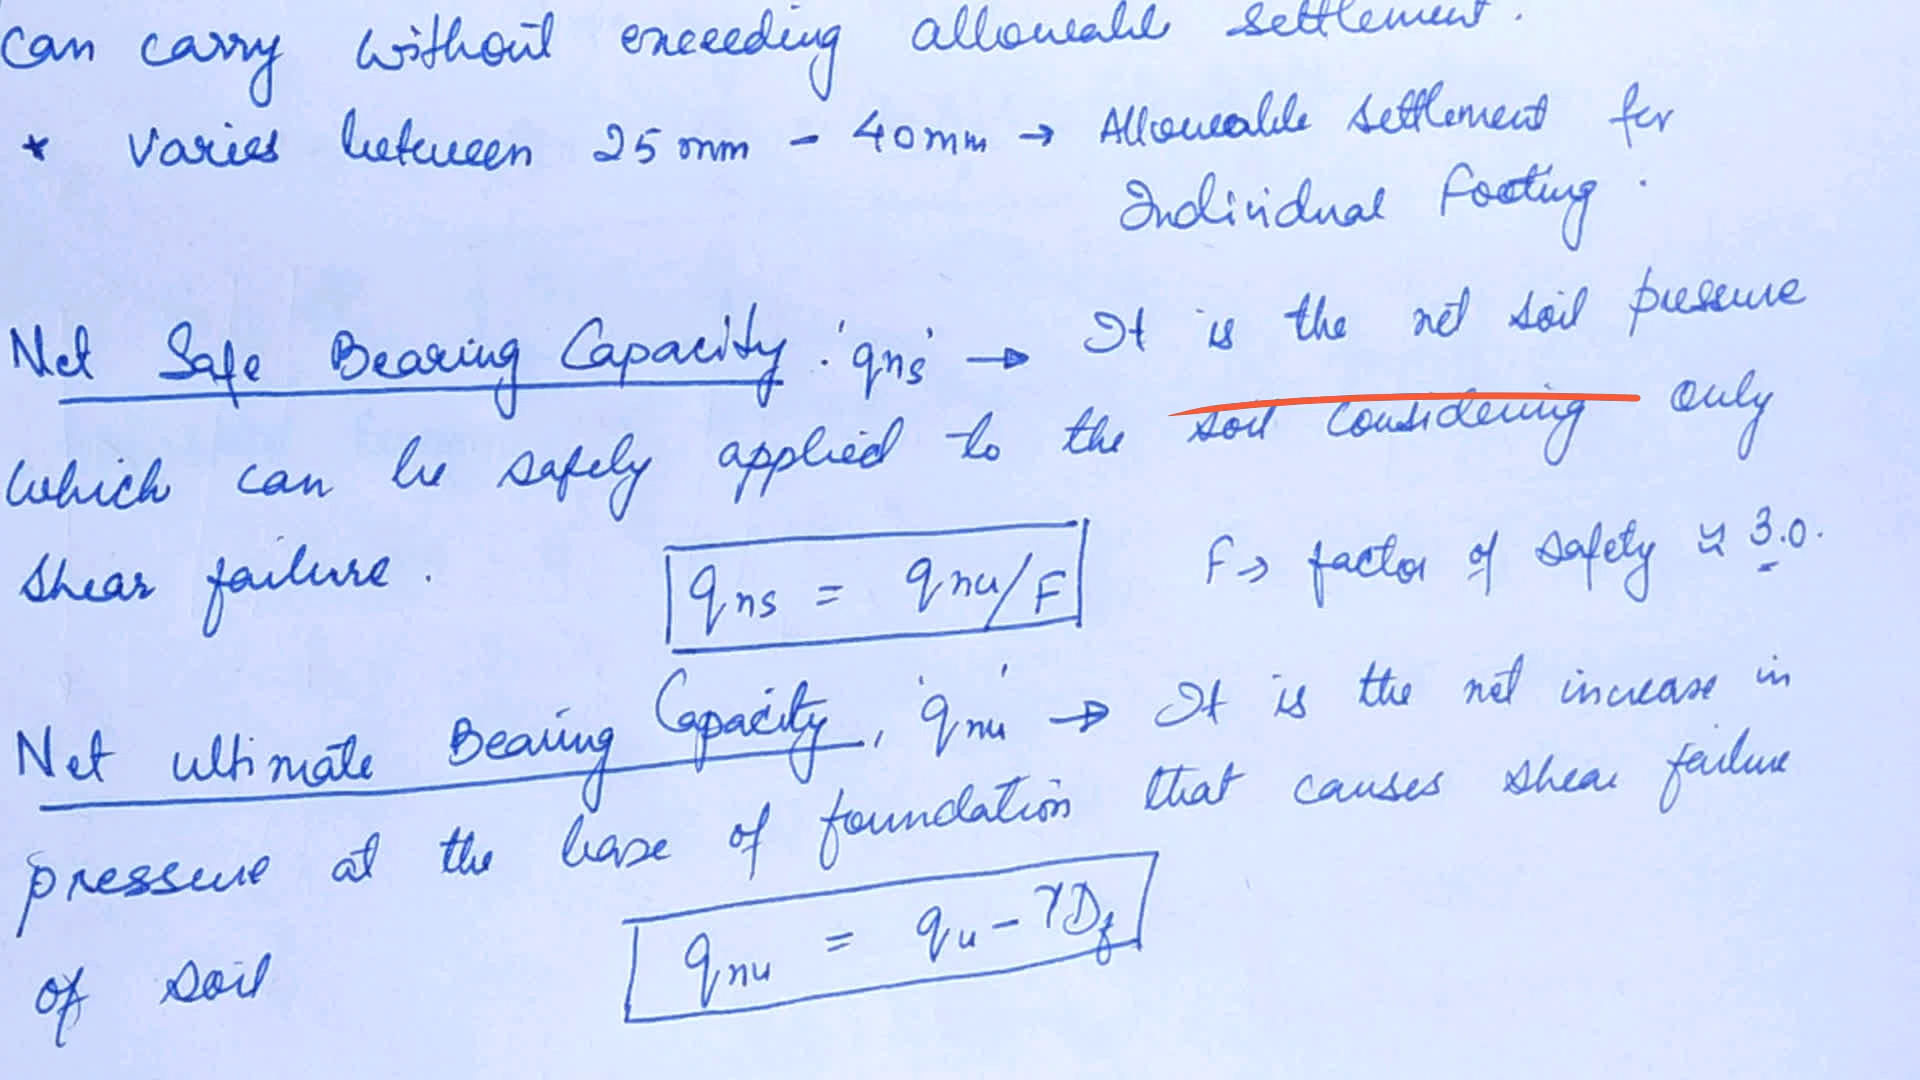 can carry without exceeding allowable settlement.
* varies between 25 mm - 40 mm → Allowable settlement for
Individual footing.
Net Safe Bearing Capacity : 'qns' → It is the net soil pressure
which can be safely applied to the soil considering only
shear failure.
qns = qnu/F F → factor of safety ≈ 3.0.
Net ultimate Bearing Capacity, 'qnu' → It is the net increase in
pressure at the base of foundation that causes shear failure
of soil
qnu = qu - γDf